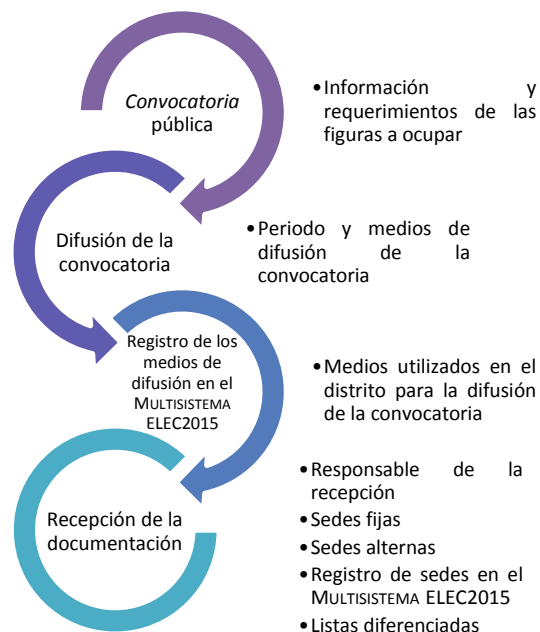 Convocatoria
pública
•Información y
requerimientos de las
figuras a ocupar
Difusión de la
convocatoria
•Periodo y medios de
difusión de la
convocatoria
Registro de los
medios de
difusión en el
MULTISISTEMA
ELEC2015
•Medios utilizados en el
distrito para la difusión
de la convocatoria
Recepción de la
documentación
•Responsable de la
recepción
•Sedes fijas
•Sedes alternas
•Registro de sedes en el
MULTISISTEMA ELEC2015
•Listas diferenciadas